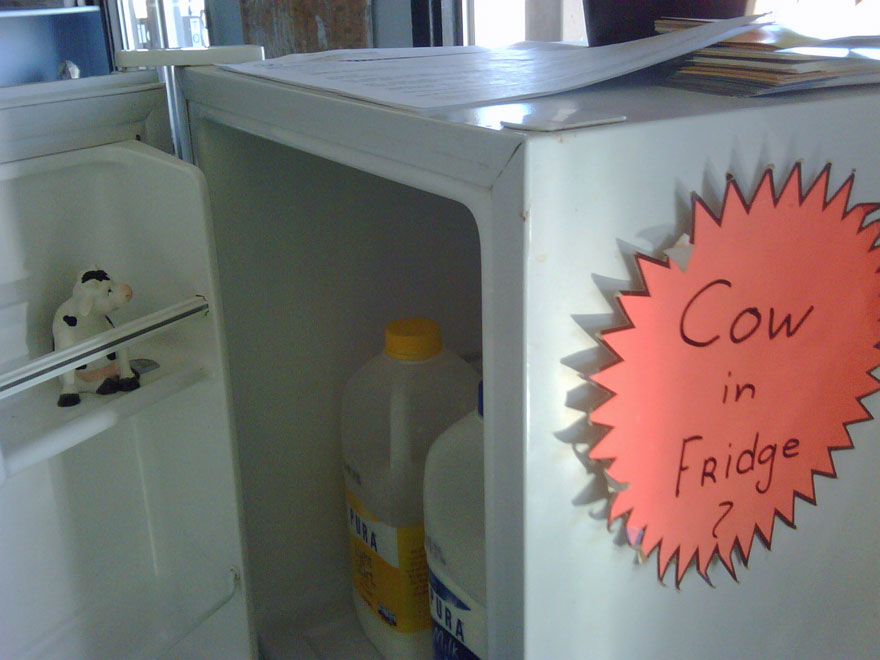 Cow
in
Fridge
?
PURA
PURA
Milk